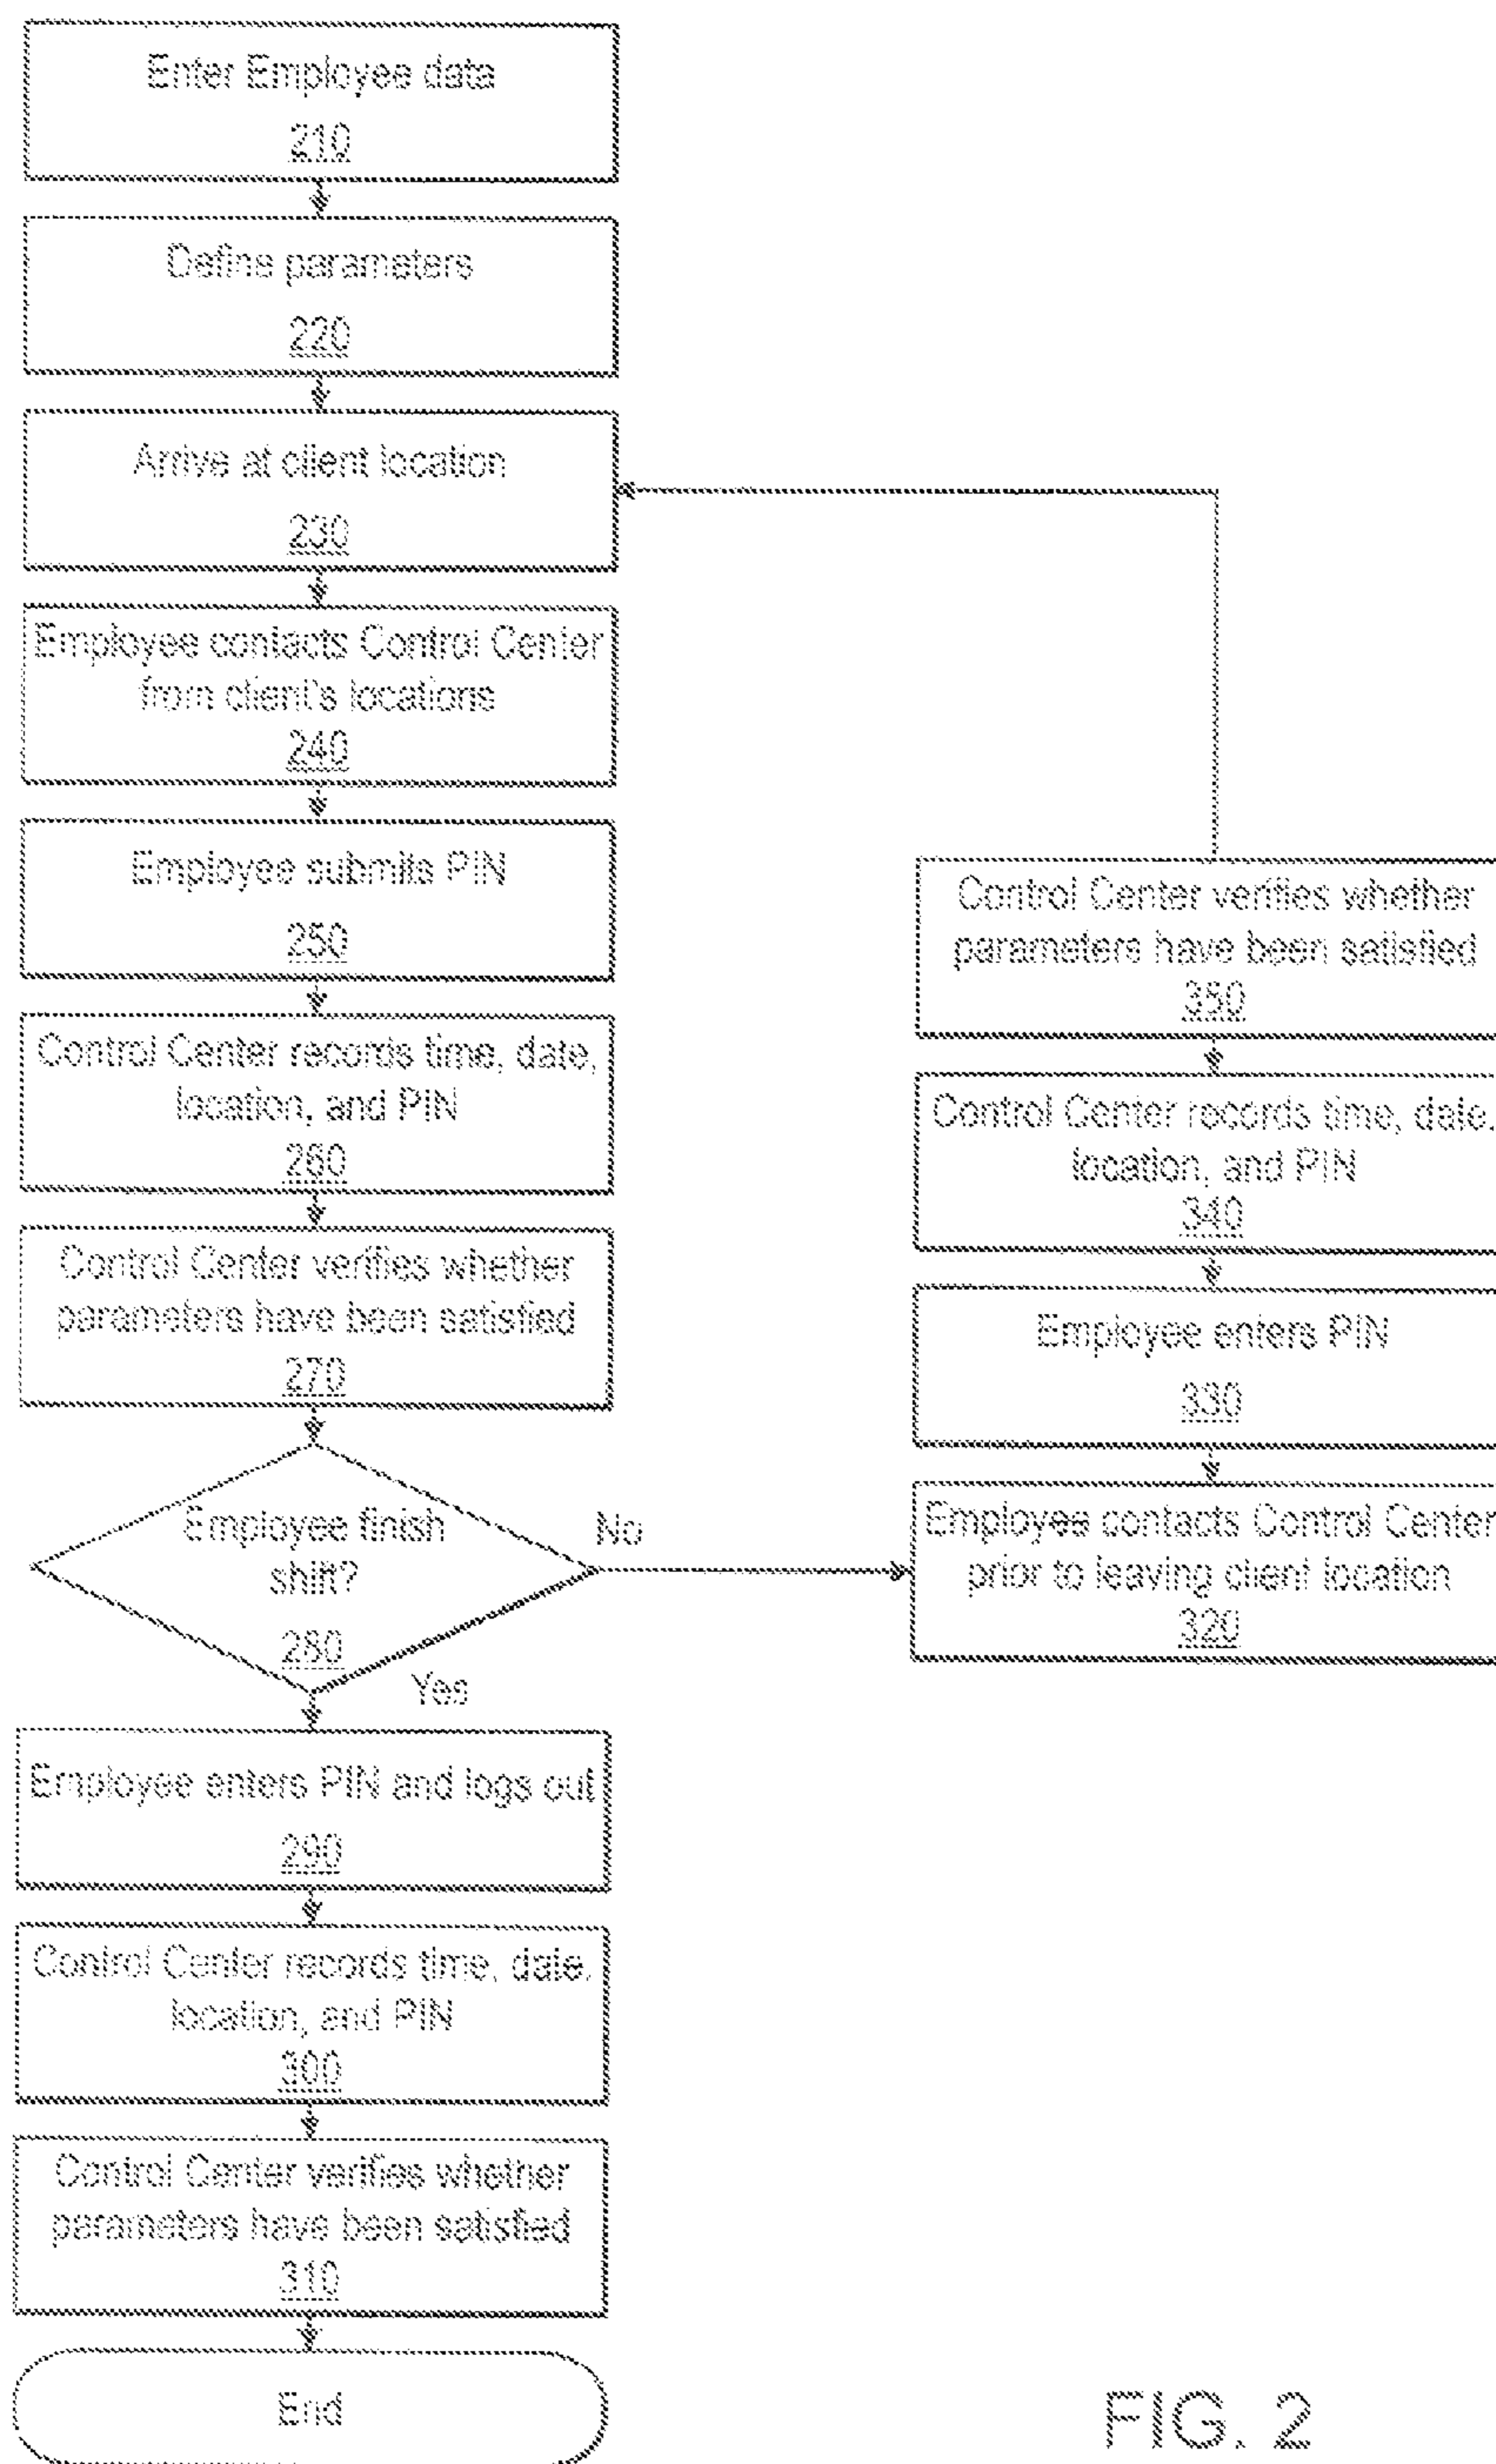 Enter Employee data
210
Define parameters
220
Arrive at client location
230
Employee contacts Control Center
from client's locations
240
Employee submits PIN
250
Control Center records time, date,
location, and PIN
260
Control Center verifies whether
parameters have been satisfied
270
Employee finish
shift?
280
No
Yes
Employee enters PIN and logs out
290
Control Center records time, date,
location, and PIN
300
Control Center verifies whether
parameters have been satisfied
310
End
Control Center verifies whether
parameters have been satisfied
350
Control Center records time, date,
location, and PIN
340
Employee enters PIN
330
Employee contacts Control Center
prior to leaving client location
320
FIG. 2